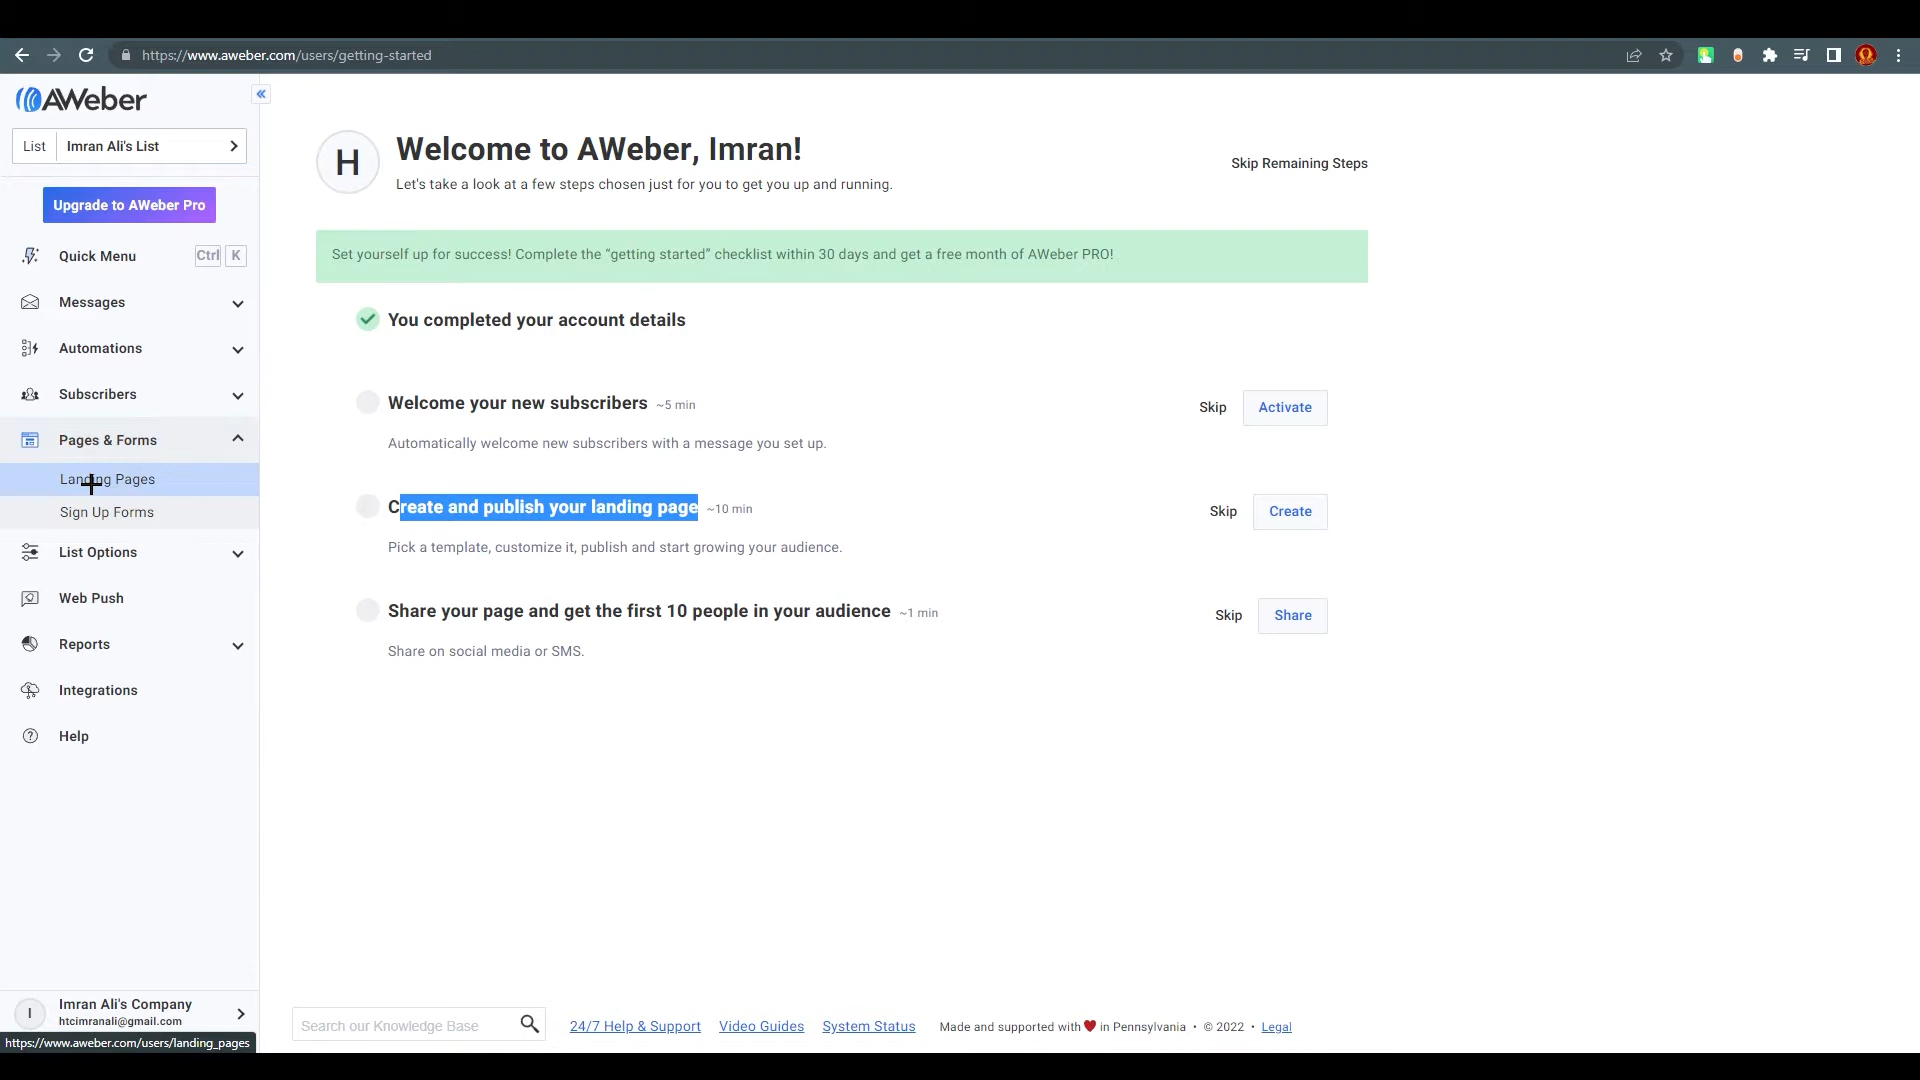 https://www.aweber.com/users/getting-started
AWeber
List Imran Ali's List
Upgrade to AWeber Pro
Quick Menu Ctrl K
Messages
Automations
Subscribers
Pages & Forms
Landing Pages
Sign Up Forms
List Options
Web Push
Reports
Integrations
Help
I
Imran Ali's Company
htcimranali@gmail.com
https://www.aweber.com/users/landing_pages
H
Welcome to AWeber, Imran!
Let's take a look at a few steps chosen just for you to get you up and running.
Skip Remaining Steps
Set yourself up for success! Complete the “getting started” checklist within 30 days and get a free month of AWeber PRO!
You completed your account details
Welcome your new subscribers ~5 min
Skip Activate
Automatically welcome new subscribers with a message you set up.
Create and publish your landing page ~10 min
Skip Create
Pick a template, customize it, publish and start growing your audience.
Share your page and get the first 10 people in your audience ~1 min
Skip Share
Share on social media or SMS.
Search our Knowledge Base
24/7 Help & Support Video Guides System Status Made and supported with ❤ in Pennsylvania • © 2022 • Legal